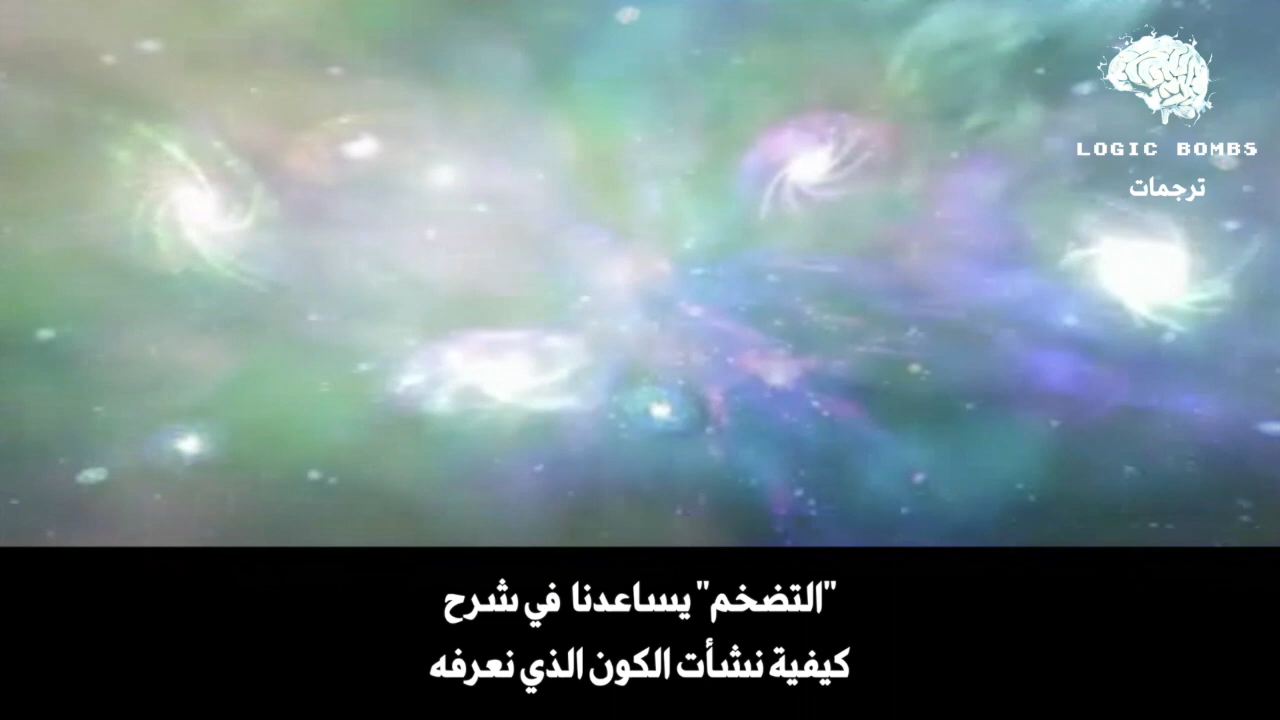 LOGIC BOMBS
ترجمات
"التضخم" يساعدنا في شرح
كيفية نشأت الكون الذي نعرفه